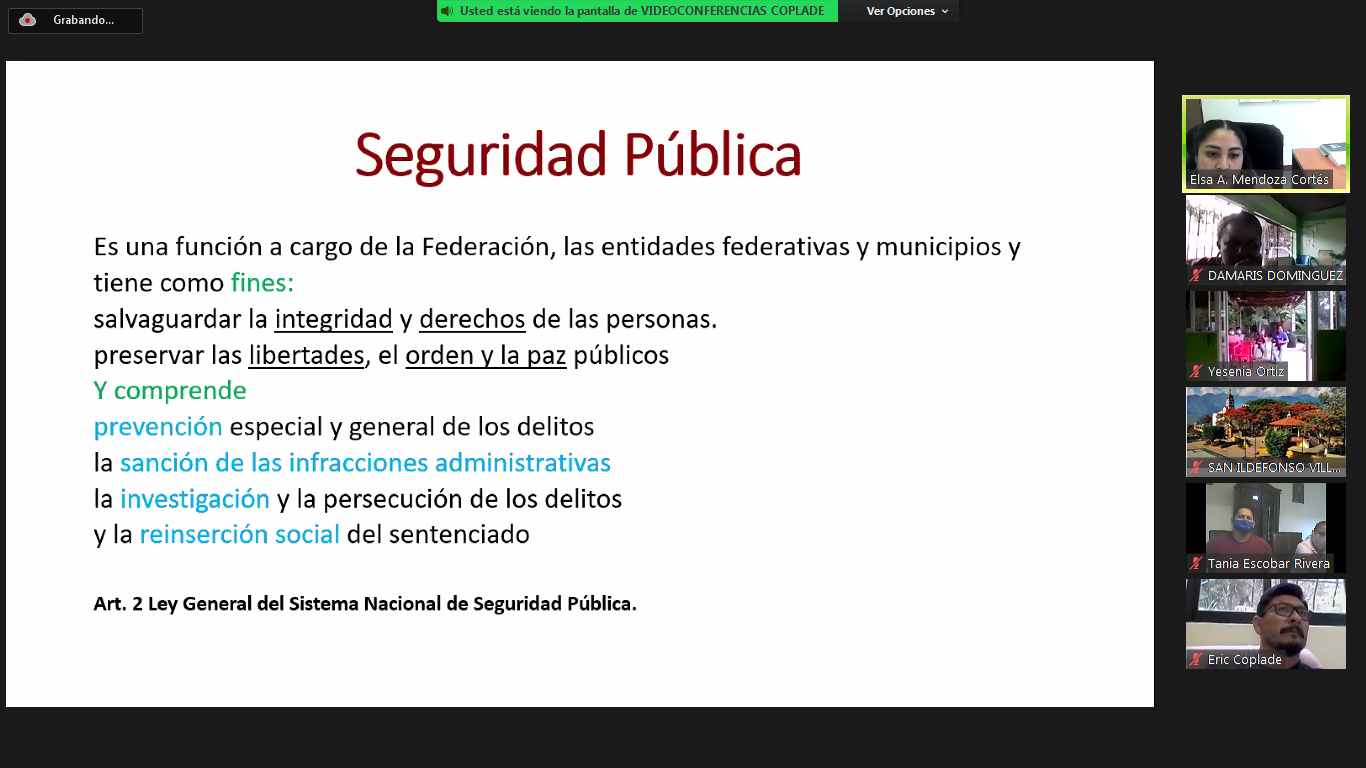 Grabando...
Usted está viendo la pantalla de VIDEOCONFERENCIAS COPLADE
Ver Opciones
Seguridad Pública
Es una función a cargo de la Federación, las entidades federativas y municipios y
tiene como fines:
salvaguardar la integridad y derechos de las personas.
preservar las libertades, el orden y la paz públicos
Y comprende
prevención especial y general de los delitos
la sanción de las infracciones administrativas
la investigación y la persecución de los delitos
y la reinserción social del sentenciado
Art. 2 Ley General del Sistema Nacional de Seguridad Pública.
Elsa A. Mendoza Cortés
DAMARIS DOMINGUEZ
Yesenia Ortiz
SAN ILDEFONSO VILL...
Tania Escobar Rivera
Eric Coplade